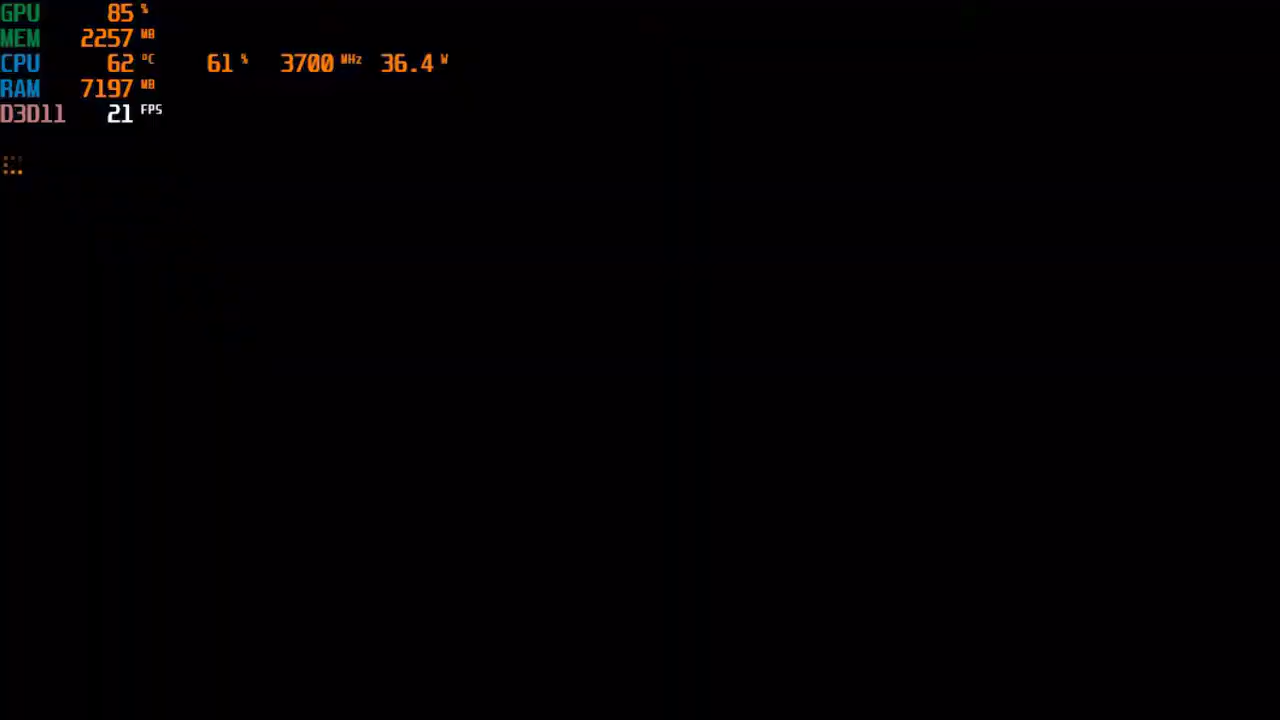 GPU 85 %
MEM 2257 MB
CPU 62 °C 61 % 3700 MHz 36.4 W
RAM 7197 MB
D3D11 21 FPS